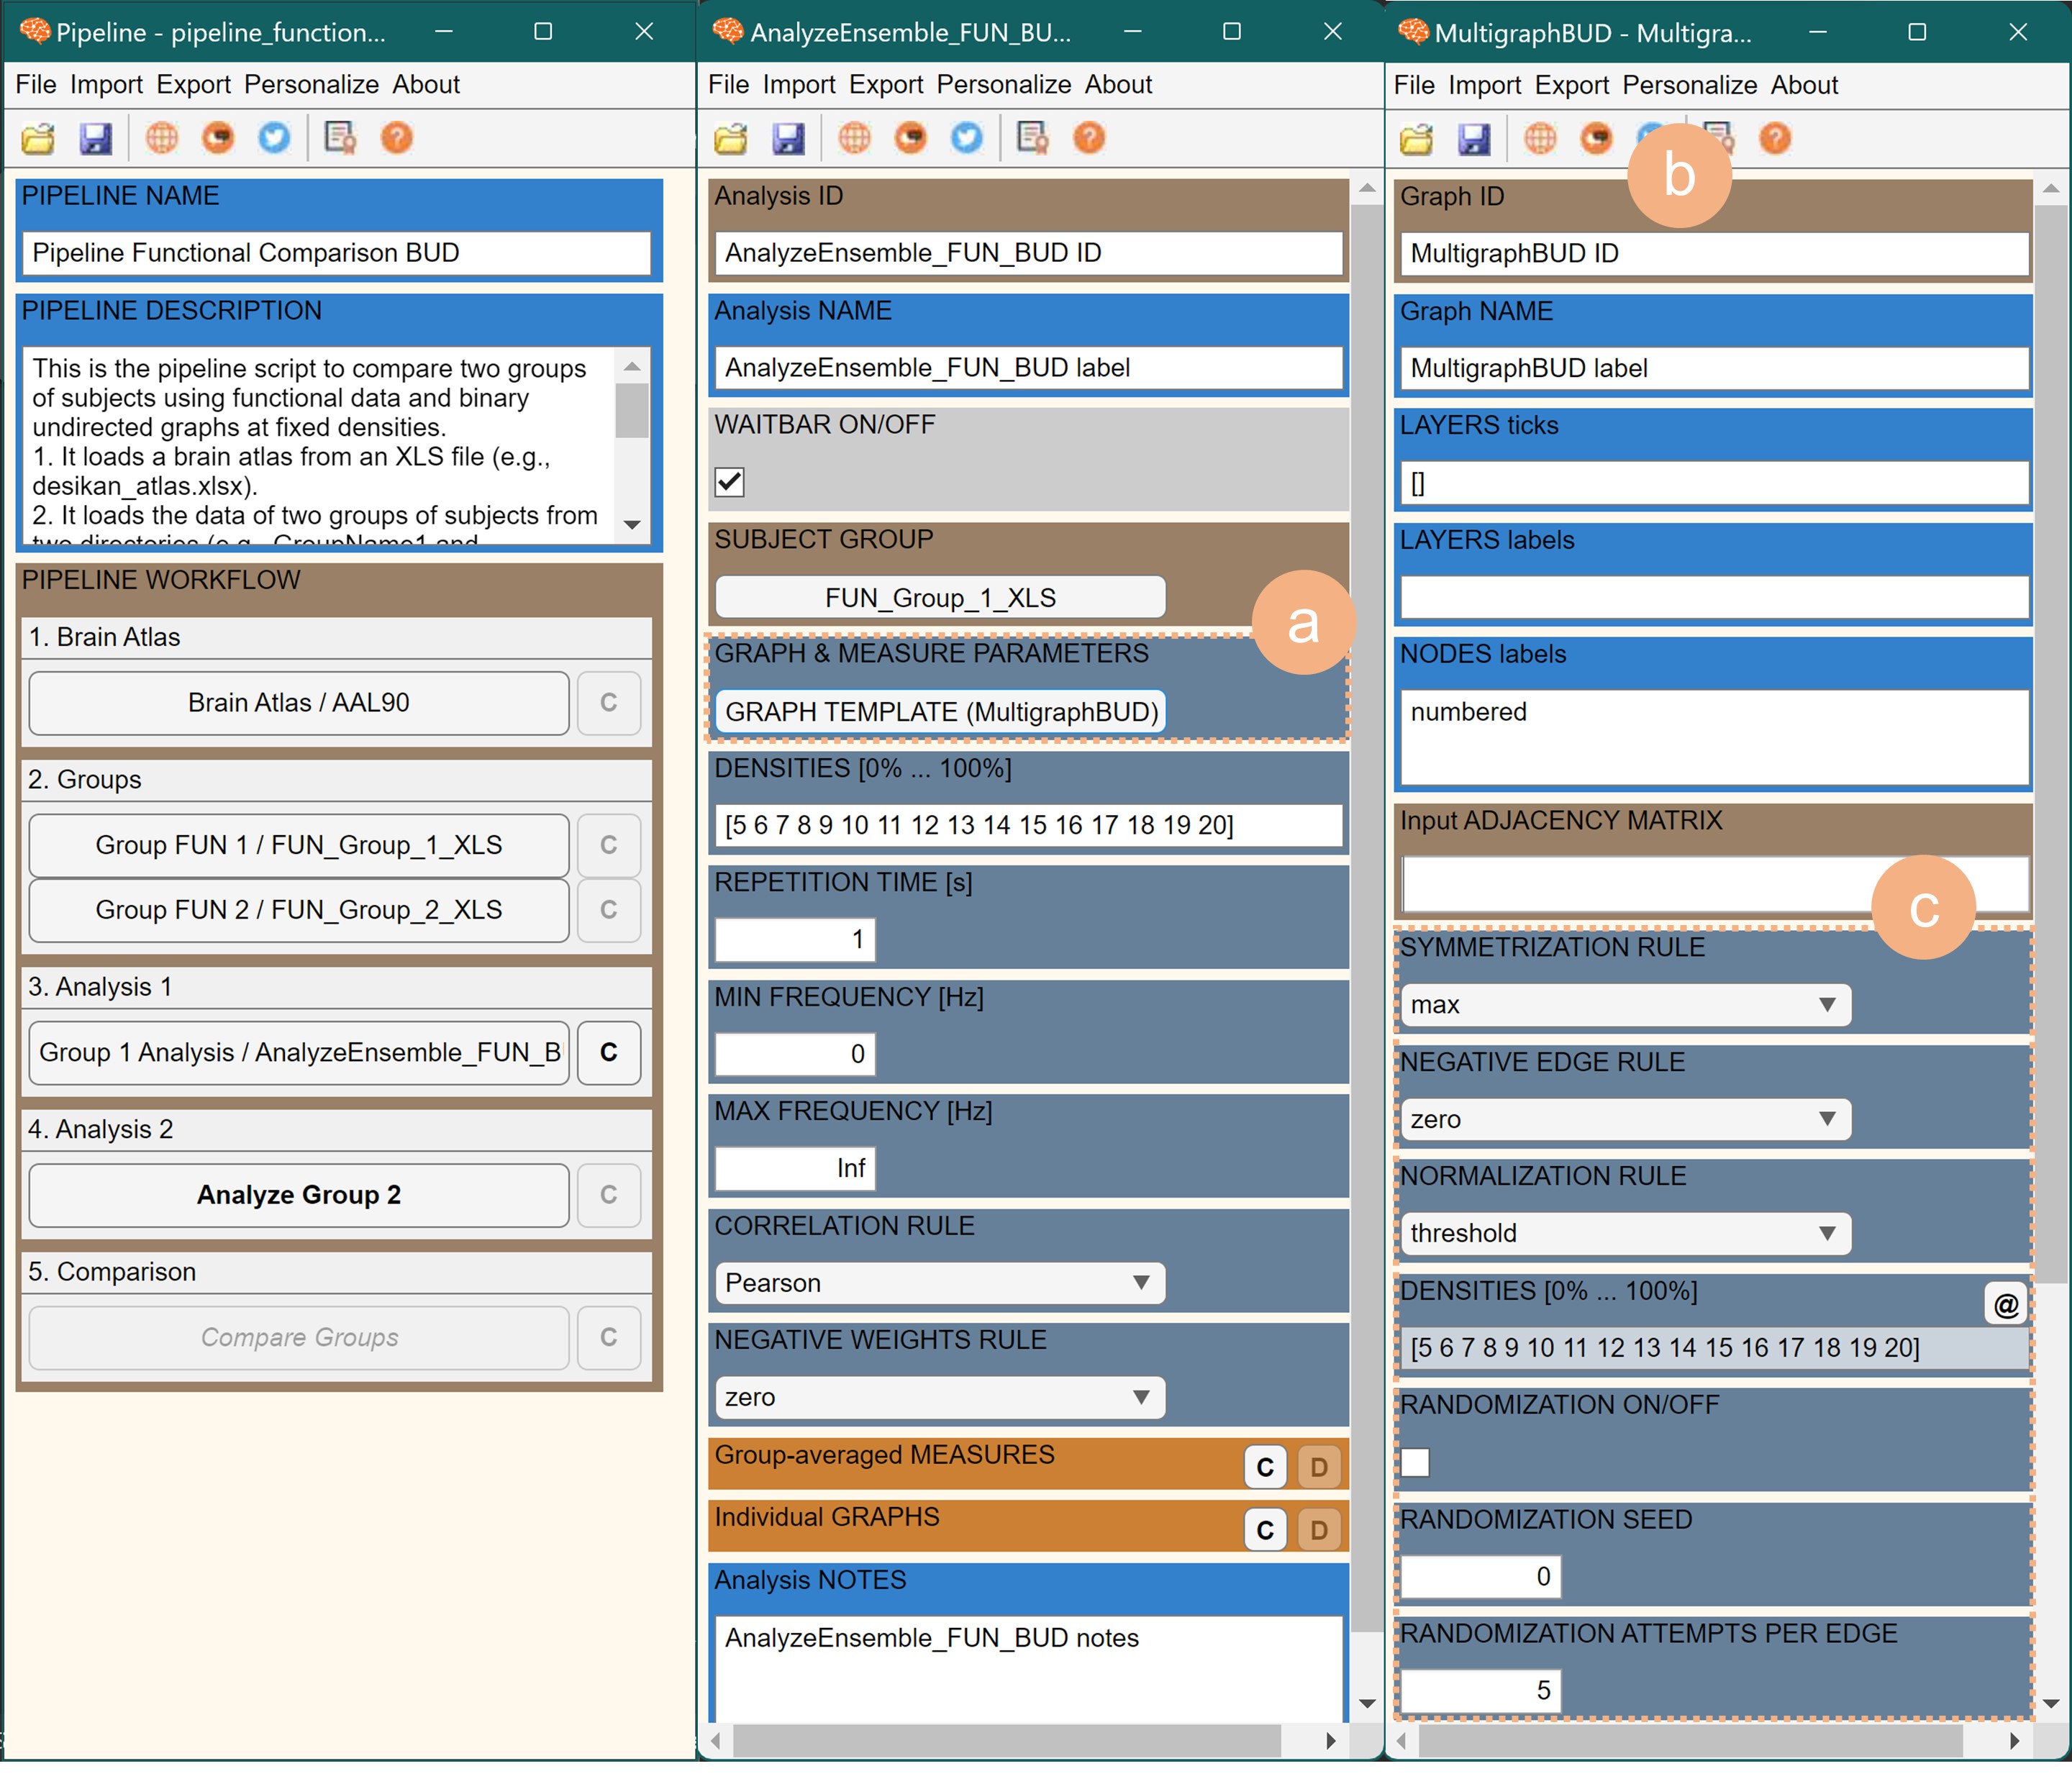 Pipeline - pipeline_function...
File Import Export Personalize About
PIPELINE NAME
Pipeline Functional Comparison BUD
PIPELINE DESCRIPTION
This is the pipeline script to compare two groups
of subjects using functional data and binary
undirected graphs at fixed densities.
1. It loads a brain atlas from an XLS file (e.g.,
desikan_atlas.xlsx).
2. It loads the data of two groups of subjects from
two directories (e.g., GroupName1 and
PIPELINE WORKFLOW
1. Brain Atlas
Brain Atlas / AAL90 C
2. Groups
Group FUN 1 / FUN_Group_1_XLS C
Group FUN 2 / FUN_Group_2_XLS C
3. Analysis 1
Group 1 Analysis / AnalyzeEnsemble_FUN_B C
4. Analysis 2
Analyze Group 2 C
5. Comparison
Compare Groups C
AnalyzeEnsemble_FUN_BU...
File Import Export Personalize About
Analysis ID
AnalyzeEnsemble_FUN_BUD ID
Analysis NAME
AnalyzeEnsemble_FUN_BUD label
WAITBAR ON/OFF
SUBJECT GROUP
FUN_Group_1_XLS
a
GRAPH & MEASURE PARAMETERS
GRAPH TEMPLATE (MultigraphBUD)
DENSITIES [0% ... 100%]
[5 6 7 8 9 10 11 12 13 14 15 16 17 18 19 20]
REPETITION TIME [s]
1
MIN FREQUENCY [Hz]
0
MAX FREQUENCY [Hz]
Inf
CORRELATION RULE
Pearson
NEGATIVE WEIGHTS RULE
zero
Group-averaged MEASURES C D
Individual GRAPHS C D
Analysis NOTES
AnalyzeEnsemble_FUN_BUD notes
MultigraphBUD - Multigra...
File Import Export Personalize About
b
Graph ID
MultigraphBUD ID
Graph NAME
MultigraphBUD label
LAYERS ticks
[]
LAYERS labels
NODES labels
numbered
Input ADJACENCY MATRIX
c
SYMMETRIZATION RULE
max
NEGATIVE EDGE RULE
zero
NORMALIZATION RULE
threshold
DENSITIES [0% ... 100%] @
[5 6 7 8 9 10 11 12 13 14 15 16 17 18 19 20]
RANDOMIZATION ON/OFF
RANDOMIZATION SEED
0
RANDOMIZATION ATTEMPTS PER EDGE
5